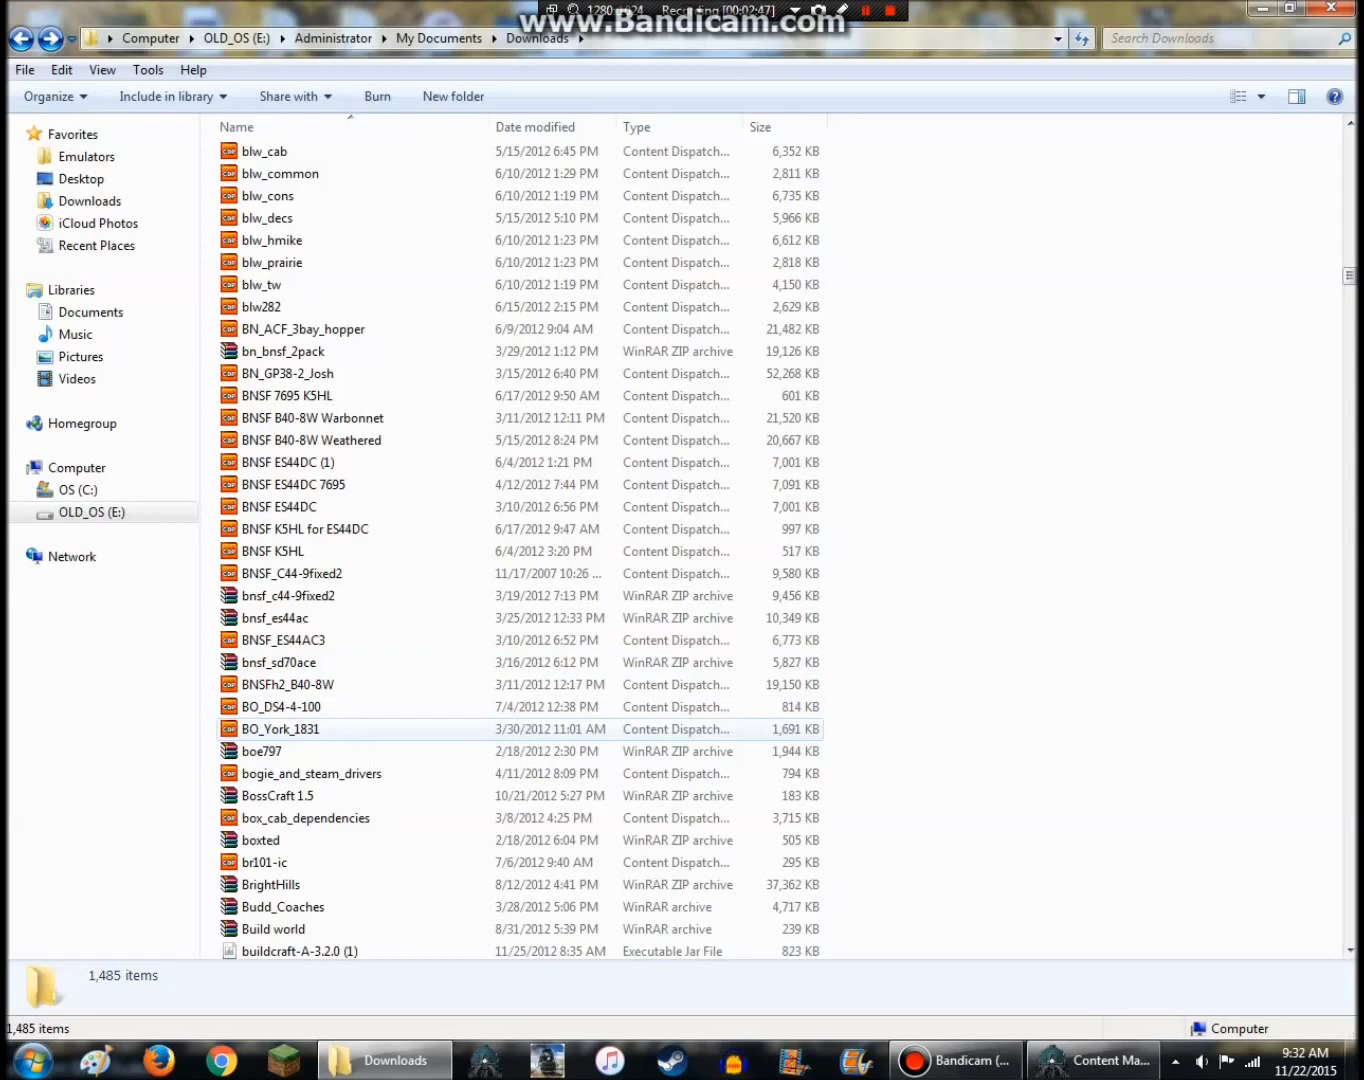 1280 Recording [00:02:47]
www.Bandicam.com
Computer OLD_OS (E:) Administrator My Documents Downloads Search Downloads
File Edit View Tools Help
Organize Include in library Share with Burn New folder
Name Date modified Type Size
Favorites
Emulators
Desktop
Downloads
iCloud Photos
Recent Places
Libraries
Documents
Music
Pictures
Videos
Homegroup
Computer
OS (C:)
OLD_OS (E:)
Network
blw_cab 5/15/2012 6:45 PM Content Dispatch... 6,352 KB
blw_common 6/10/2012 1:29 PM Content Dispatch... 2,811 KB
blw_cons 6/10/2012 1:19 PM Content Dispatch... 6,735 KB
blw_decs 5/15/2012 5:10 PM Content Dispatch... 5,966 KB
blw_hmike 6/10/2012 1:23 PM Content Dispatch... 6,612 KB
blw_prairie 6/10/2012 1:23 PM Content Dispatch... 2,818 KB
blw_tw 6/10/2012 1:19 PM Content Dispatch... 4,150 KB
blw282 6/15/2012 2:15 PM Content Dispatch... 2,629 KB
BN_ACF_3bay_hopper 6/9/2012 9:04 AM Content Dispatch... 21,482 KB
bn_bnsf_2pack 3/29/2012 1:12 PM WinRAR ZIP archive 19,126 KB
BN_GP38-2_Josh 3/15/2012 6:40 PM Content Dispatch... 52,268 KB
BNSF 7695 K5HL 6/17/2012 9:50 AM Content Dispatch... 601 KB
BNSF B40-8W Warbonnet 3/11/2012 12:11 PM Content Dispatch... 21,520 KB
BNSF B40-8W Weathered 5/15/2012 8:24 PM Content Dispatch... 20,667 KB
BNSF ES44DC (1) 6/4/2012 1:21 PM Content Dispatch... 7,001 KB
BNSF ES44DC 7695 4/12/2012 7:44 PM Content Dispatch... 7,091 KB
BNSF ES44DC 3/10/2012 6:56 PM Content Dispatch... 7,001 KB
BNSF K5HL for ES44DC 6/17/2012 9:47 AM Content Dispatch... 997 KB
BNSF K5HL 6/4/2012 3:20 PM Content Dispatch... 517 KB
BNSF_C44-9fixed2 11/17/2007 10:26 ... Content Dispatch... 9,580 KB
bnsf_c44-9fixed2 3/19/2012 7:13 PM WinRAR ZIP archive 9,456 KB
bnsf_es44ac 3/25/2012 12:33 PM WinRAR ZIP archive 10,349 KB
BNSF_ES44AC3 3/10/2012 6:52 PM Content Dispatch... 6,773 KB
bnsf_sd70ace 3/16/2012 6:12 PM WinRAR ZIP archive 5,827 KB
BNSFh2_B40-8W 3/11/2012 12:17 PM Content Dispatch... 19,150 KB
BO_DS4-4-100 7/4/2012 12:38 PM Content Dispatch... 814 KB
BO_York_1831 3/30/2012 11:01 AM Content Dispatch... 1,691 KB
boe797 2/18/2012 2:30 PM WinRAR ZIP archive 1,944 KB
bogie_and_steam_drivers 4/11/2012 8:09 PM Content Dispatch... 794 KB
BossCraft 1.5 10/21/2012 5:27 PM WinRAR ZIP archive 183 KB
box_cab_dependencies 3/8/2012 4:25 PM Content Dispatch... 3,715 KB
boxted 2/18/2012 6:04 PM WinRAR ZIP archive 505 KB
br101-ic 7/6/2012 9:40 AM Content Dispatch... 295 KB
BrightHills 8/12/2012 4:41 PM WinRAR ZIP archive 37,362 KB
Budd_Coaches 3/28/2012 5:06 PM WinRAR archive 4,717 KB
Build world 8/31/2012 5:39 PM WinRAR archive 239 KB
buildcraft-A-3.2.0 (1) 11/25/2012 8:35 AM Executable Jar File 823 KB
1,485 items
1,485 items Computer
Downloads Bandicam (... Content Ma... 9:32 AM
11/22/2015